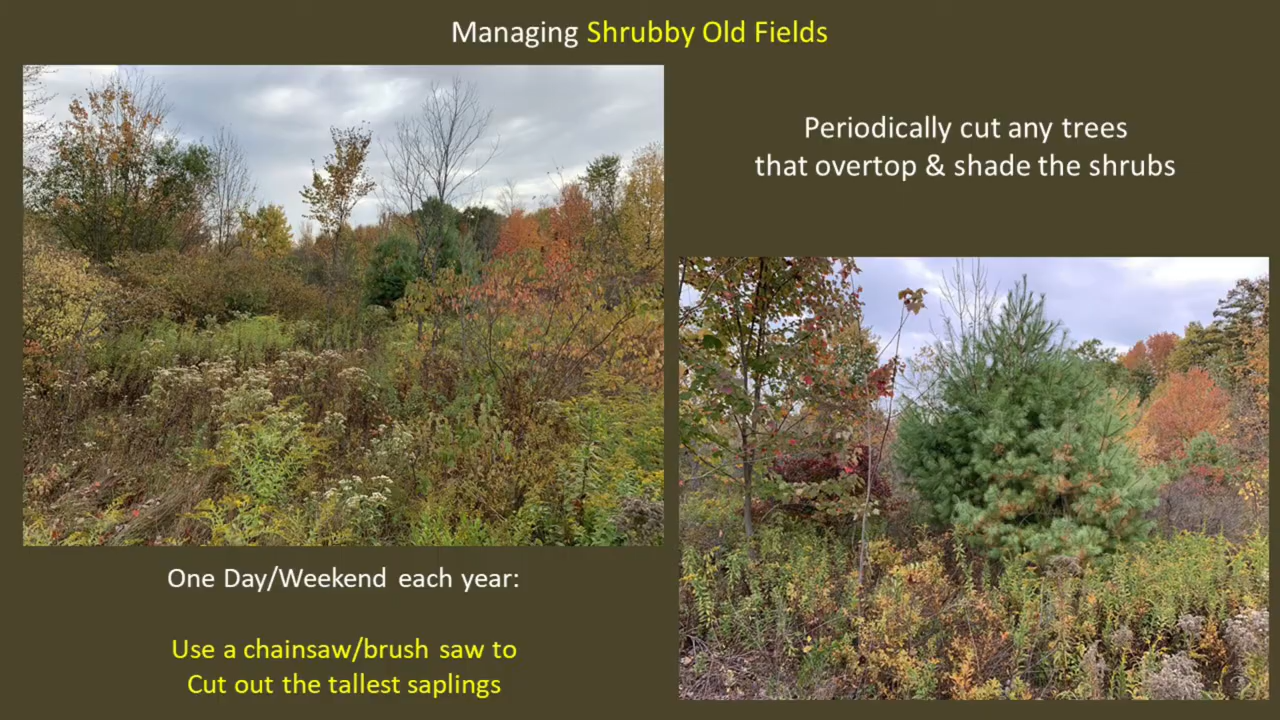 Managing Shrubby Old Fields
Periodically cut any trees
that overtop & shade the shrubs
One Day/Weekend each year:
Use a chainsaw/brush saw to
Cut out the tallest saplings